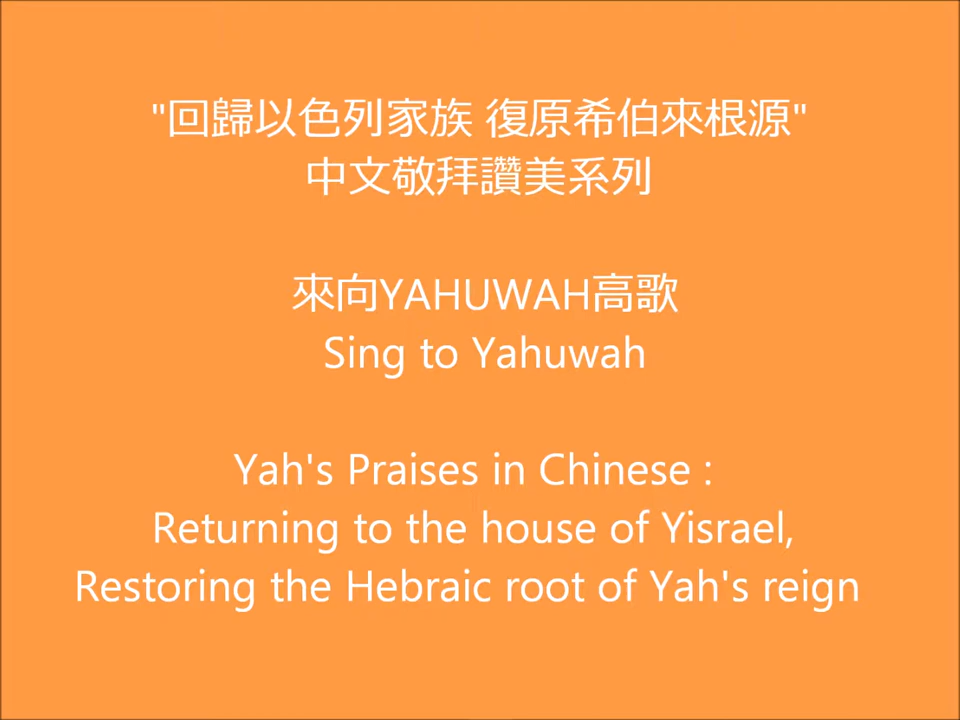 "回歸以色列家族 復原希伯來根源"
中文敬拜讚美系列
來向YAHUWAH高歌
Sing to Yahuwah
Yah's Praises in Chinese :
Returning to the house of Yisrael,
Restoring the Hebraic root of Yah's reign